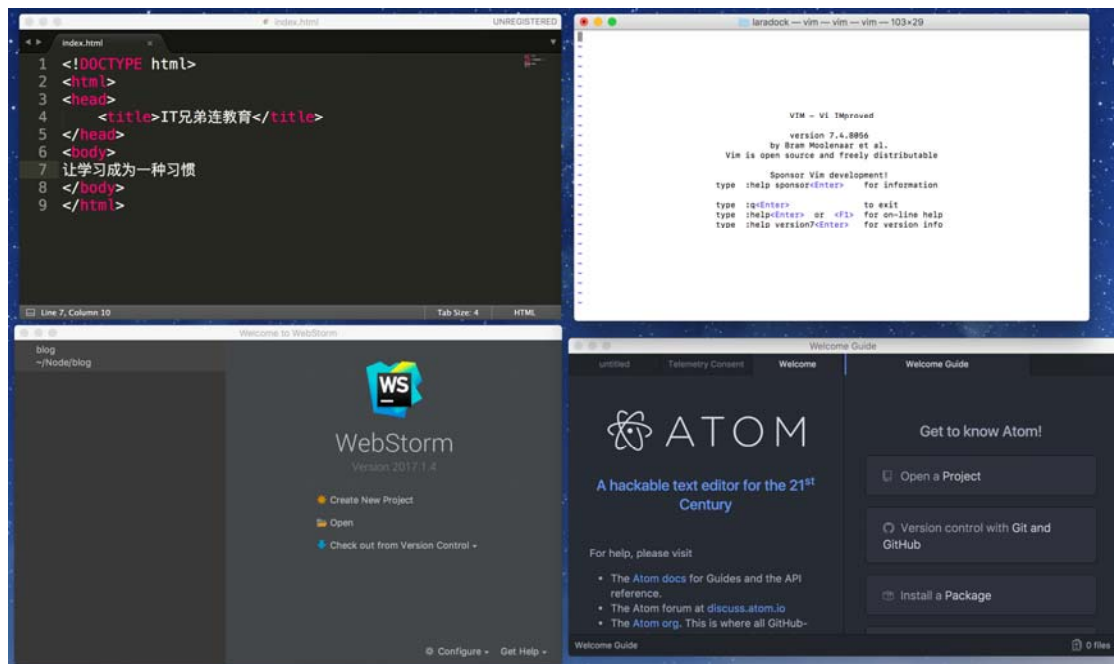 index.html
UNREGISTERED
index.html
1 <!DOCTYPE html>
2 <html>
3 <head>
4 <title>IT兄弟连教育</title>
5 </head>
6 <body>
7 让学习成为一种习惯
8 </body>
9 </html>
Line 7, Column 10
Tab Size: 4
HTML
laradock — vim — vim — vim — 103×29
VIM - Vi IMproved
version 7.4.8056
by Bram Moolenaar et al.
Vim is open source and freely distributable
Sponsor Vim development!
type :help sponsor<Enter> for information
type :q<Enter> to exit
type :help<Enter> or <F1> for on-line help
type :help version7<Enter> for version info
Welcome to WebStorm
blog
~/Node/blog
WS
WebStorm
Version 2017.1.4
Create New Project
Open
Check out from Version Control
Configure
Get Help
Welcome Guide
untitled
Telemetry Consent
Welcome
Welcome Guide
ATOM
A hackable text editor for the 21st
Century
For help, please visit
• The Atom docs for Guides and the API
reference.
• The Atom forum at discuss.atom.io
• The Atom org. This is where all GitHub-
Get to know Atom!
Open a Project
Version control with Git and
GitHub
Install a Package
Welcome Guide
0 files